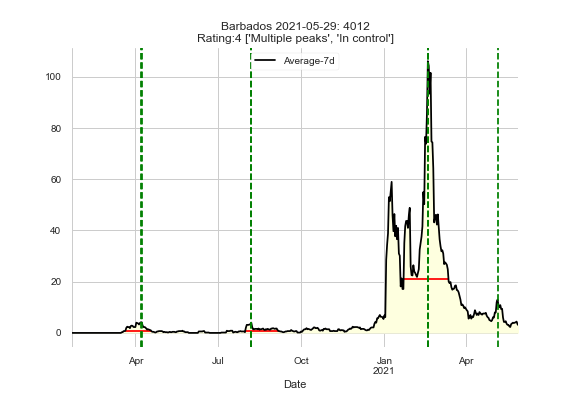 Barbados 2021-05-29: 4012
Rating:4 ['Multiple peaks', 'In control']
Average-7d
100
80
60
40
20
0
Apr
Jul
Oct
Jan
2021
Apr
Date